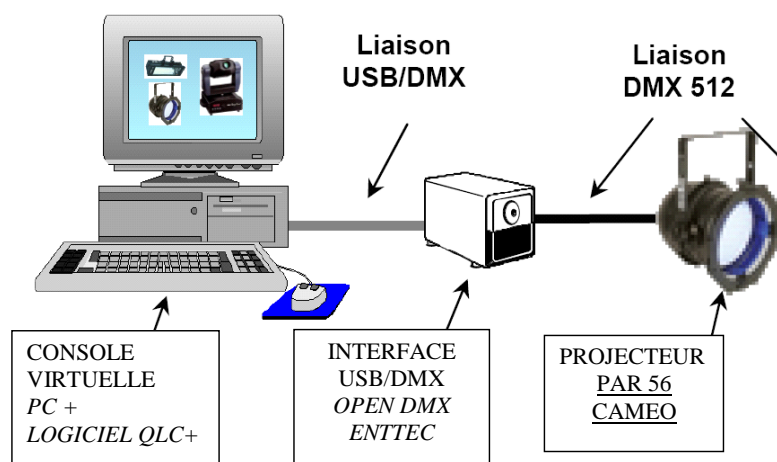 Liaison
USB/DMX
Liaison
DMX 512
CONSOLE
VIRTUELLE
PC +
LOGICIEL QLC+
INTERFACE
USB/DMX
OPEN DMX
ENTTEC
PROJECTEUR
PAR 56
CAMEO